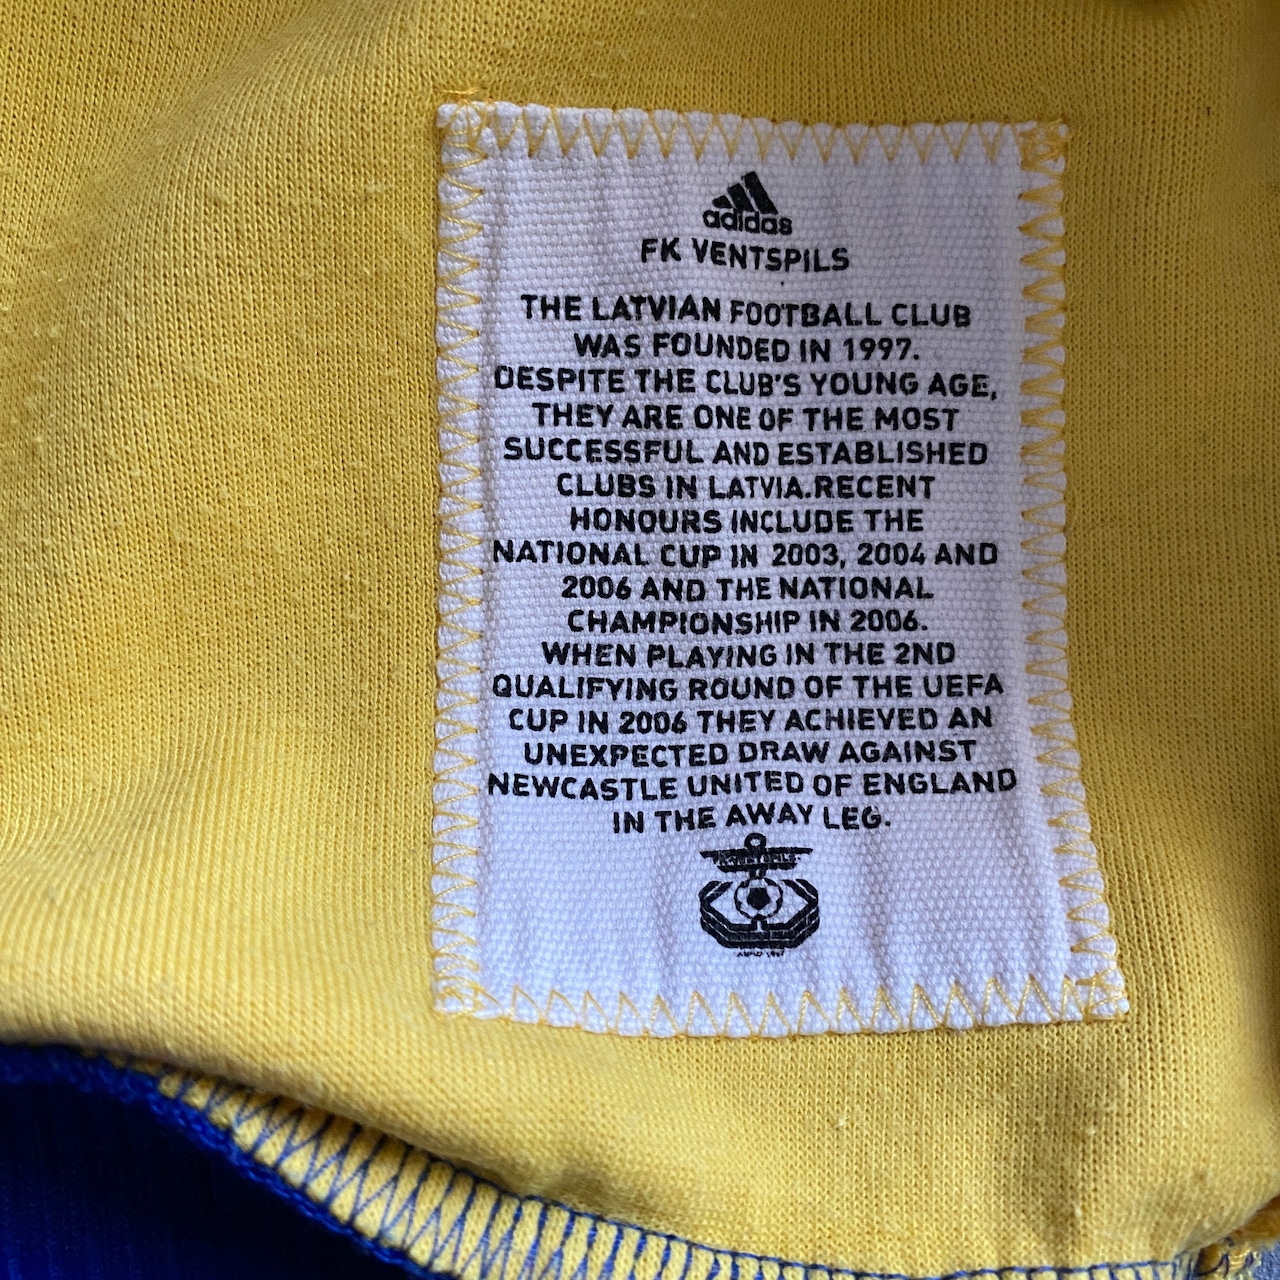 adidas
FK VENTSPILS
THE LATVIAN FOOTBALL CLUB
WAS FOUNDED IN 1997.
DESPITE THE CLUB'S YOUNG AGE,
THEY ARE ONE OF THE MOST
SUCCESSFUL AND ESTABLISHED
CLUBS IN LATVIA.RECENT
HONOURS INCLUDE THE
NATIONAL CUP IN 2003, 2004 AND
2006 AND THE NATIONAL
CHAMPIONSHIP IN 2006.
WHEN PLAYING IN THE 2ND
QUALIFYING ROUND OF THE UEFA
CUP IN 2006 THEY ACHIEVED AN
UNEXPECTED DRAW AGAINST
NEWCASTLE UNITED OF ENGLAND
IN THE AWAY LEG.